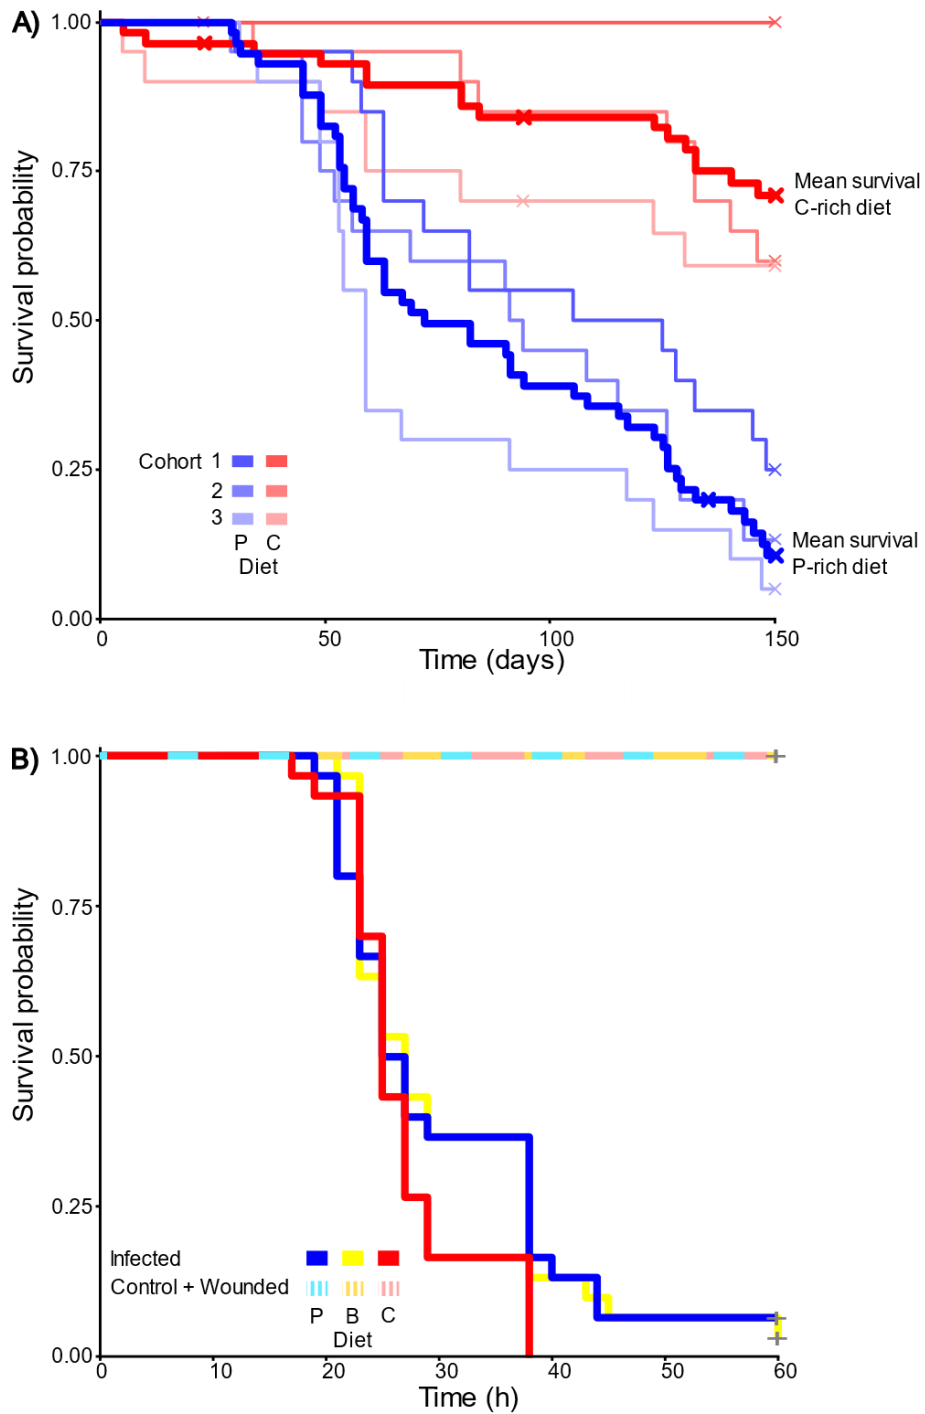 A)
1.00
0.75
0.50
0.25
0.00
Survival probability
Mean survival
C-rich diet
Mean survival
P-rich diet
Cohort 1
2
3
P C
Diet
0 50 100 150
Time (days)
B)
1.00
0.75
0.50
0.25
0.00
Survival probability
Infected
Control + Wounded
P B C
Diet
0 10 20 30 40 50 60
Time (h)